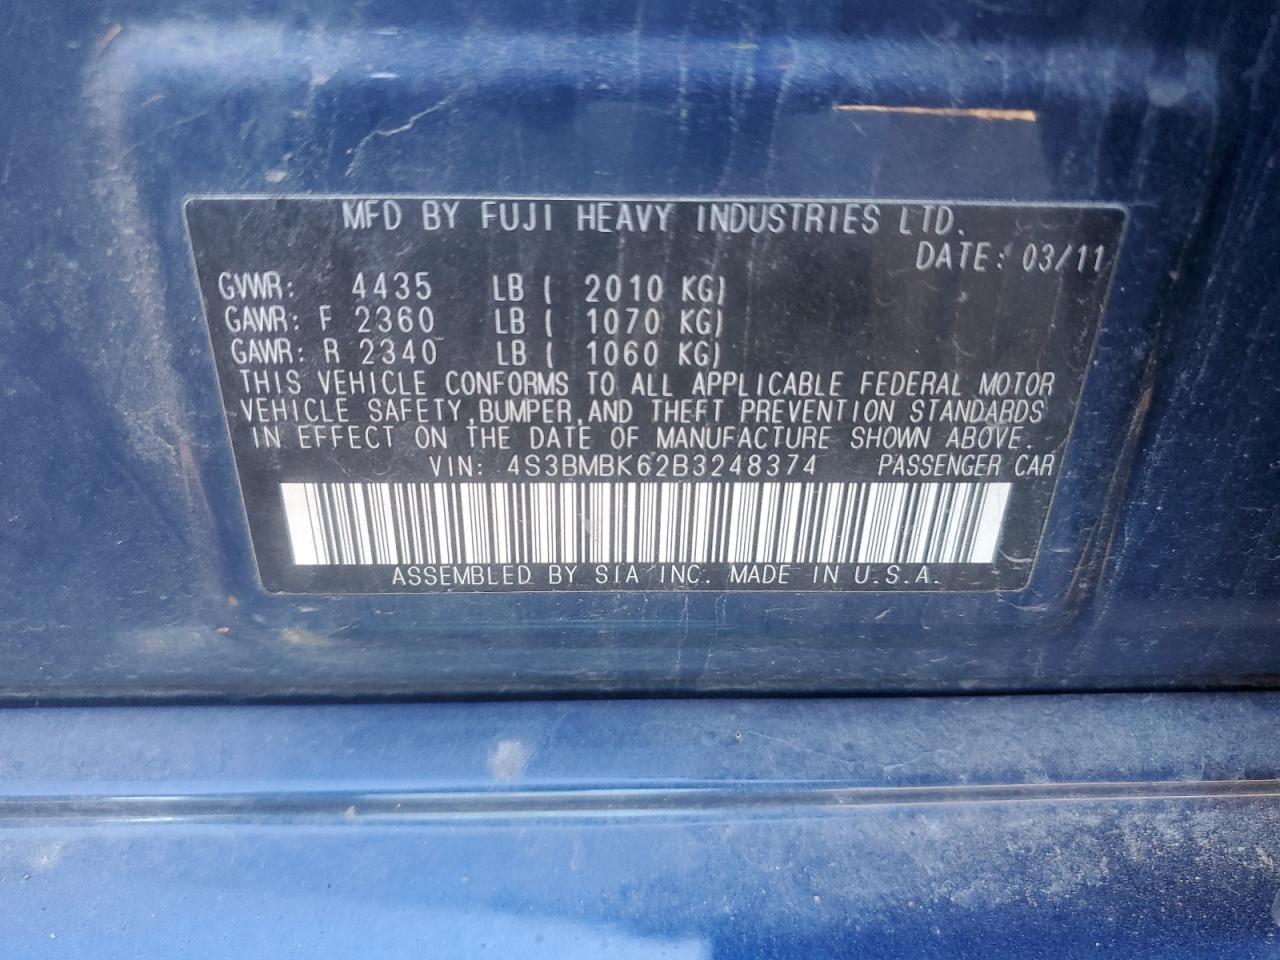 MFD BY FUJI HEAVY INDUSTRIES LTD.
DATE: 03/11
GVWR: 4435 LB ( 2010 KG)
GAWR: F 2360 LB ( 1070 KG)
GAWR: R 2340 LB ( 1060 KG)
THIS VEHICLE CONFORMS TO ALL APPLICABLE FEDERAL MOTOR
VEHICLE SAFETY,BUMPER,AND THEFT PREVENTION STANDARDS
IN EFFECT ON THE DATE OF MANUFACTURE SHOWN ABOVE.
VIN: 4S3BMBK62B3248374 PASSENGER CAR
ASSEMBLED BY SIA INC. MADE IN U.S.A.